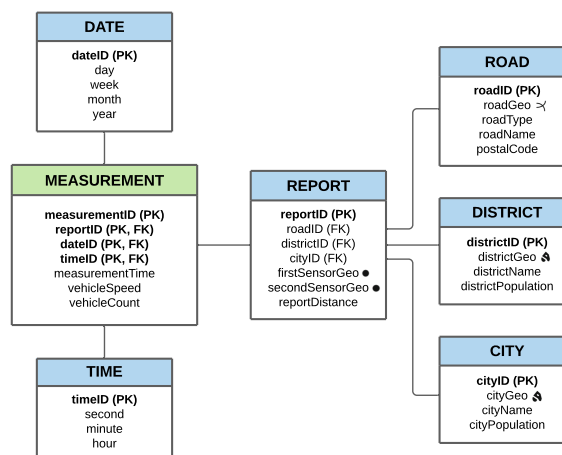 DATE
dateID (PK)
day
week
month
year
MEASUREMENT
measurementID (PK)
reportID (PK, FK)
dateID (PK, FK)
timeID (PK, FK)
measurementTime
vehicleSpeed
vehicleCount
TIME
timeID (PK)
second
minute
hour
REPORT
reportID (PK)
roadID (FK)
districtID (FK)
cityID (FK)
firstSensorGeo
secondSensorGeo
reportDistance
ROAD
roadID (PK)
roadGeo
roadType
roadName
postalCode
DISTRICT
districtID (PK)
districtGeo
districtName
districtPopulation
CITY
cityID (PK)
cityGeo
cityName
cityPopulation